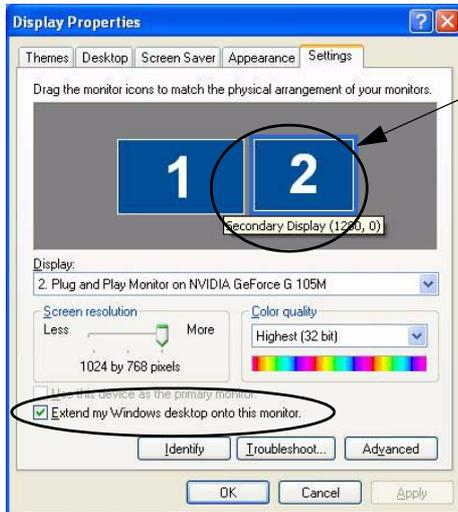 Display Properties
Themes Desktop Screen Saver Appearance Settings
Drag the monitor icons to match the physical arrangement of your monitors.
1 2
Secondary Display (1280, 0)
Display:
2. Plug and Play Monitor on NVIDIA GeForce G 105M
Screen resolution
Less More
1024 by 768 pixels
Color quality
Highest (32 bit)
Use this device as the primary monitor.
Extend my Windows desktop onto this monitor.
Identify Troubleshoot... Advanced
OK Cancel Apply